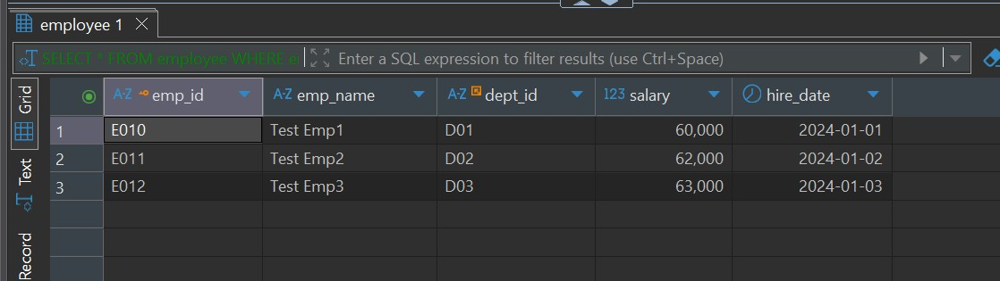 employee 1
SELECT * FROM employee WHERE
Enter a SQL expression to filter results (use Ctrl+Space)
Grid
Text
Record
A-Z emp_id A-Z emp_name A-Z dept_id 123 salary hire_date
1 E010 Test Emp1 D01 60,000 2024-01-01
2 E011 Test Emp2 D02 62,000 2024-01-02
3 E012 Test Emp3 D03 63,000 2024-01-03